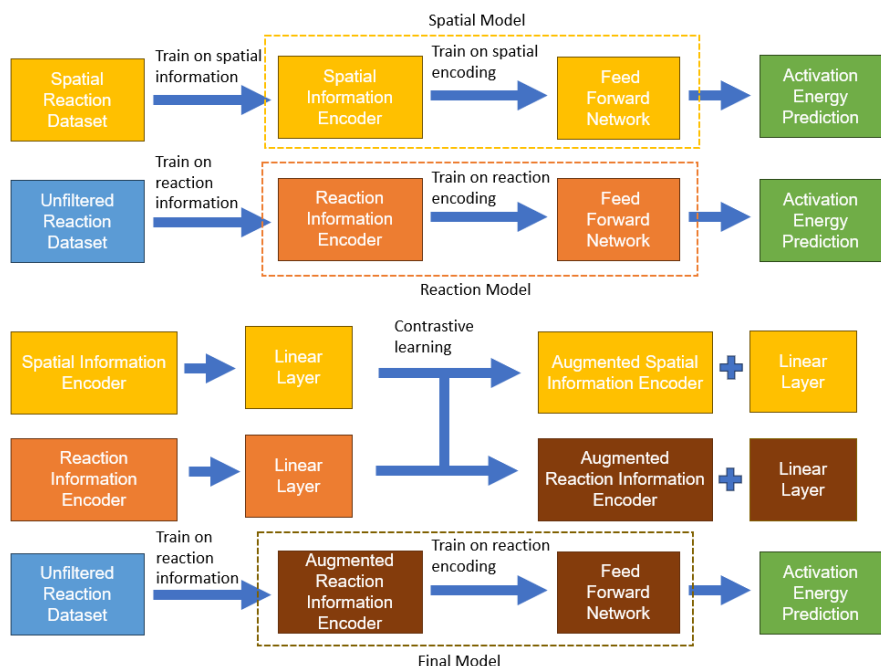 Spatial Model
Spatial
Reaction
Dataset
Train on spatial
information
Spatial
Information
Encoder
Train on spatial
encoding
Feed
Forward
Network
Activation
Energy
Prediction
Unfiltered
Reaction
Dataset
Train on
reaction
information
Reaction
Information
Encoder
Train on reaction
encoding
Feed
Forward
Network
Activation
Energy
Prediction
Reaction Model
Spatial Information
Encoder
Linear
Layer
Contrastive
learning
Augmented Spatial
Information Encoder
Linear
Layer
Reaction
Information
Encoder
Linear
Layer
Augmented
Reaction Information
Encoder
Linear
Layer
Unfiltered
Reaction
Dataset
Train on
reaction
information
Augmented
Reaction
Information
Encoder
Train on reaction
encoding
Feed
Forward
Network
Activation
Energy
Prediction
Final Model